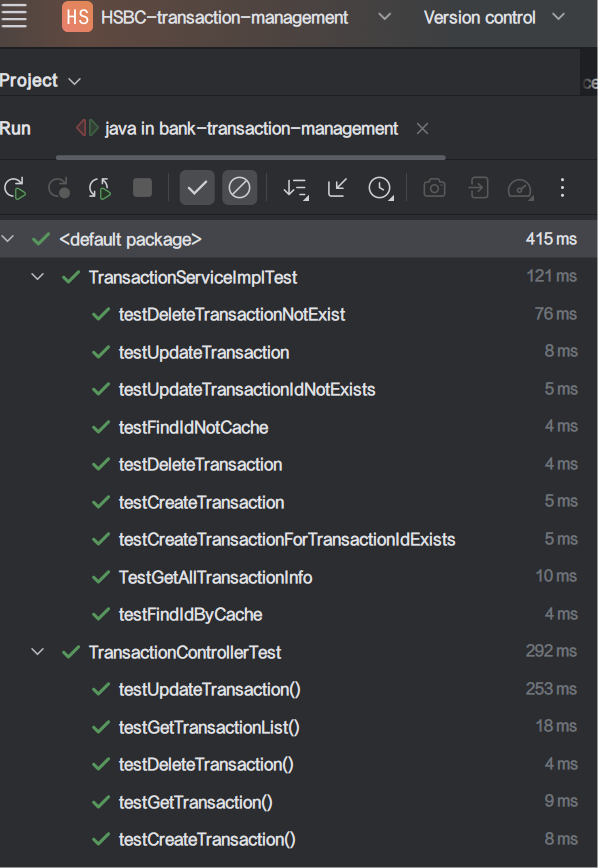 HS HSBC-transaction-management Version control
Project
ce
Run java in bank-transaction-management
<default package> 415 ms
TransactionServiceImplTest 121 ms
testDeleteTransactionNotExist 76 ms
testUpdateTransaction 8 ms
testUpdateTransactionIdNotExists 5 ms
testFindIdNotCache 4 ms
testDeleteTransaction 4 ms
testCreateTransaction 5 ms
testCreateTransactionForTransactionIdExists 5 ms
TestGetAllTransactionInfo 10 ms
testFindIdByCache 4 ms
TransactionControllerTest 292 ms
testUpdateTransaction() 253 ms
testGetTransactionList() 18 ms
testDeleteTransaction() 4 ms
testGetTransaction() 9 ms
testCreateTransaction() 8 ms